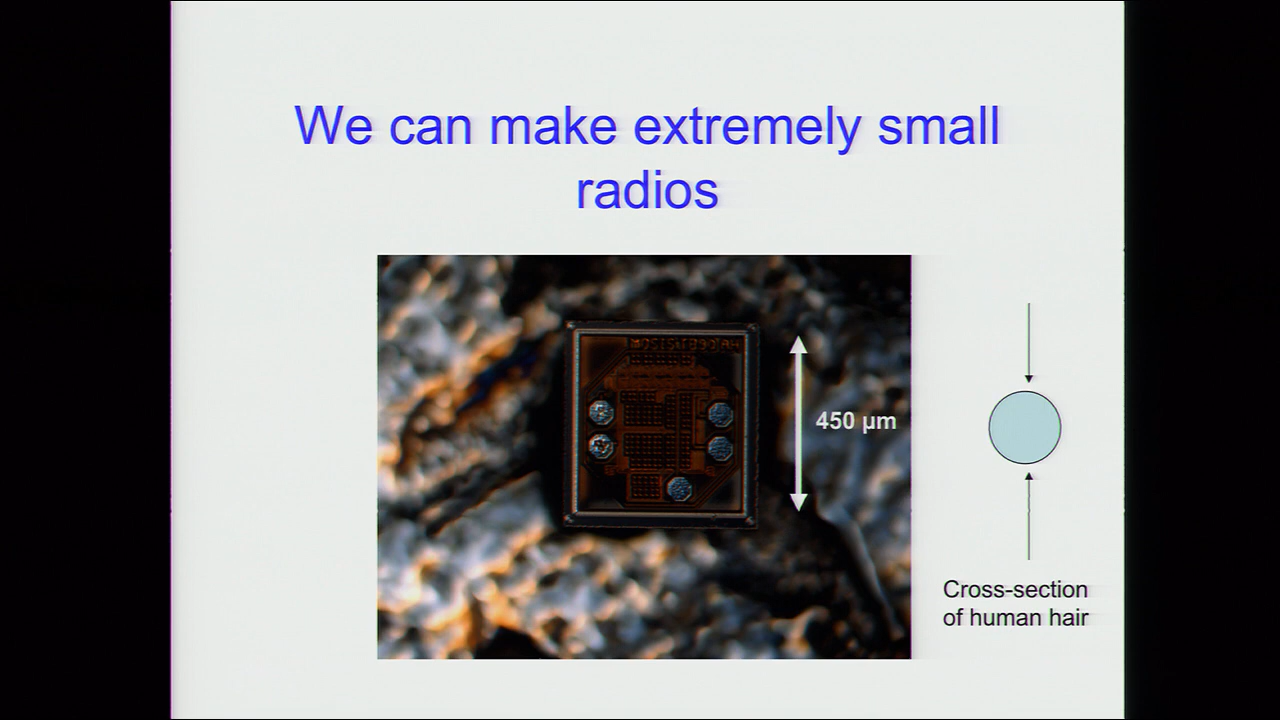 We can make extremely small
radios
450 µm
Cross-section
of human hair